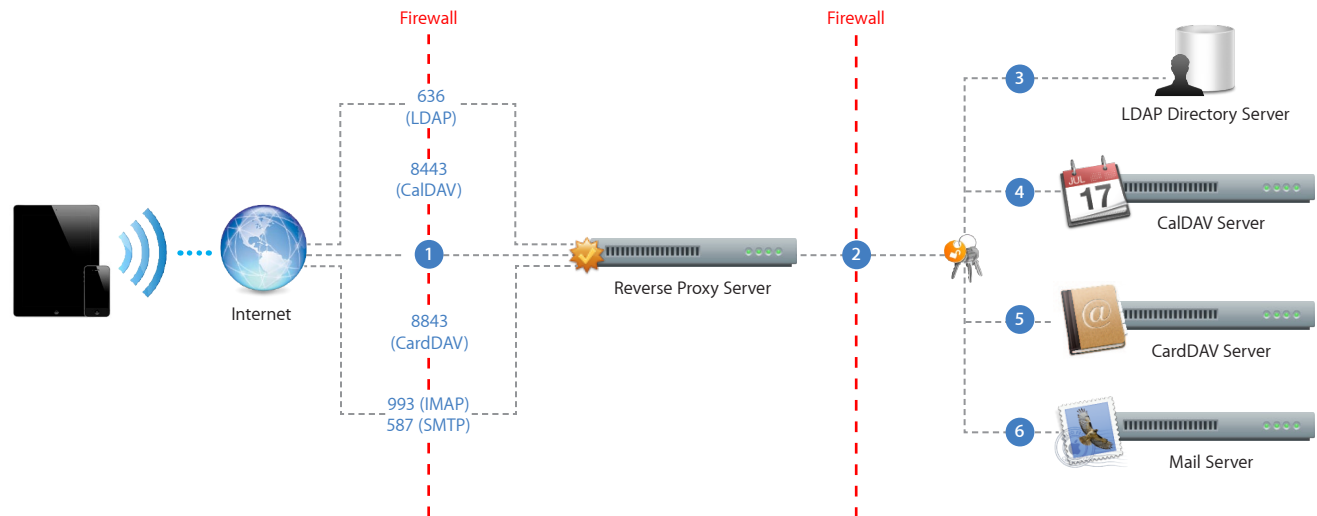 Firewall
Firewall
636
(LDAP)
8443
(CalDAV)
1
8843
(CardDAV)
993 (IMAP)
587 (SMTP)
Internet
Reverse Proxy Server
2
3
LDAP Directory Server
4
JUL
17
CalDAV Server
5
@
CardDAV Server
6
Mail Server